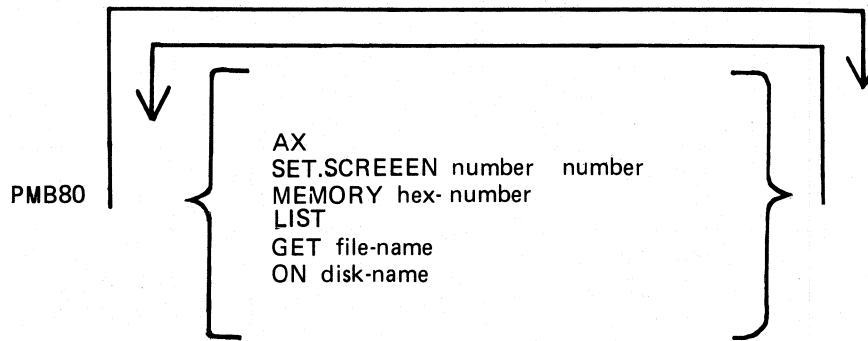 AX
SET.SCREEEN number number
PMB80
MEMORY hex- number
LIST
GET file-name
ON disk-name